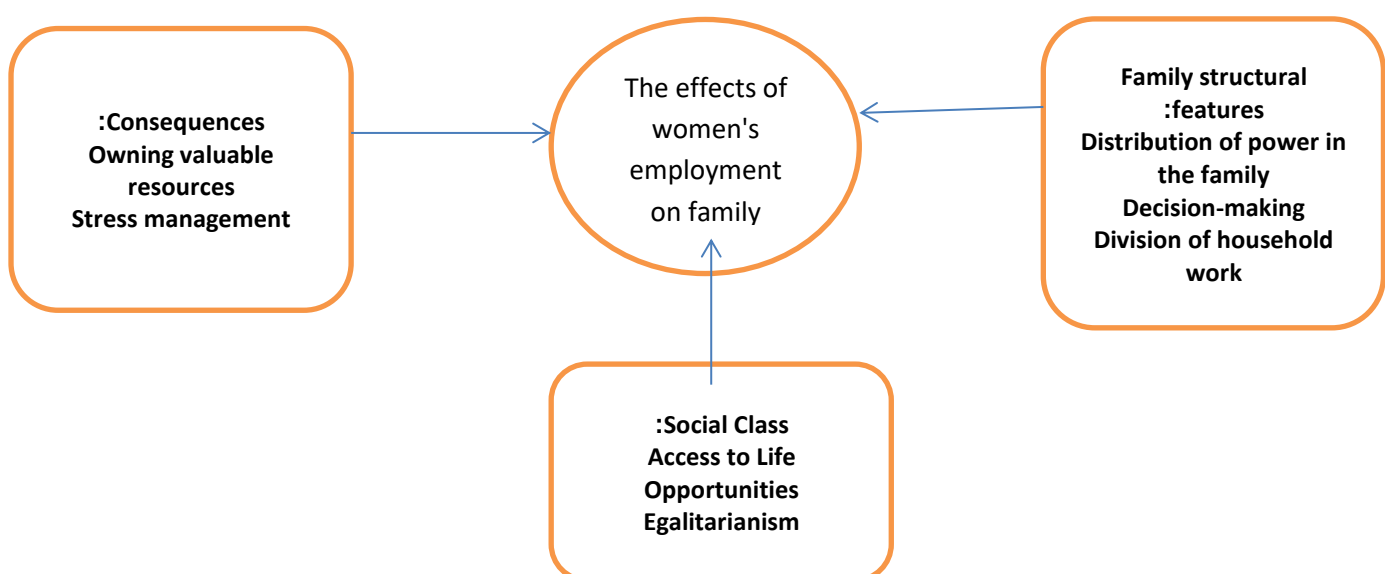 :Consequences
Owning valuable
resources
Stress management
The effects of
women's
employment
on family
Family structural
:features
Distribution of power in
the family
Decision-making
Division of household
work
:Social Class
Access to Life
Opportunities
Egalitarianism